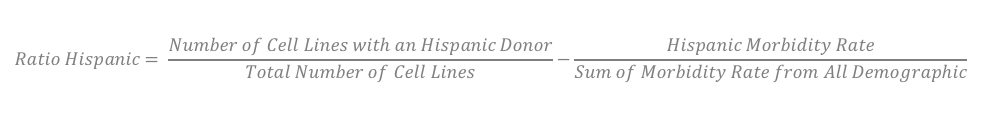 Ratio Hispanic = Number of Cell Lines with an Hispanic Donor / Total Number of Cell Lines − Hispanic Morbidity Rate / Sum of Morbidity Rate from All Demographic